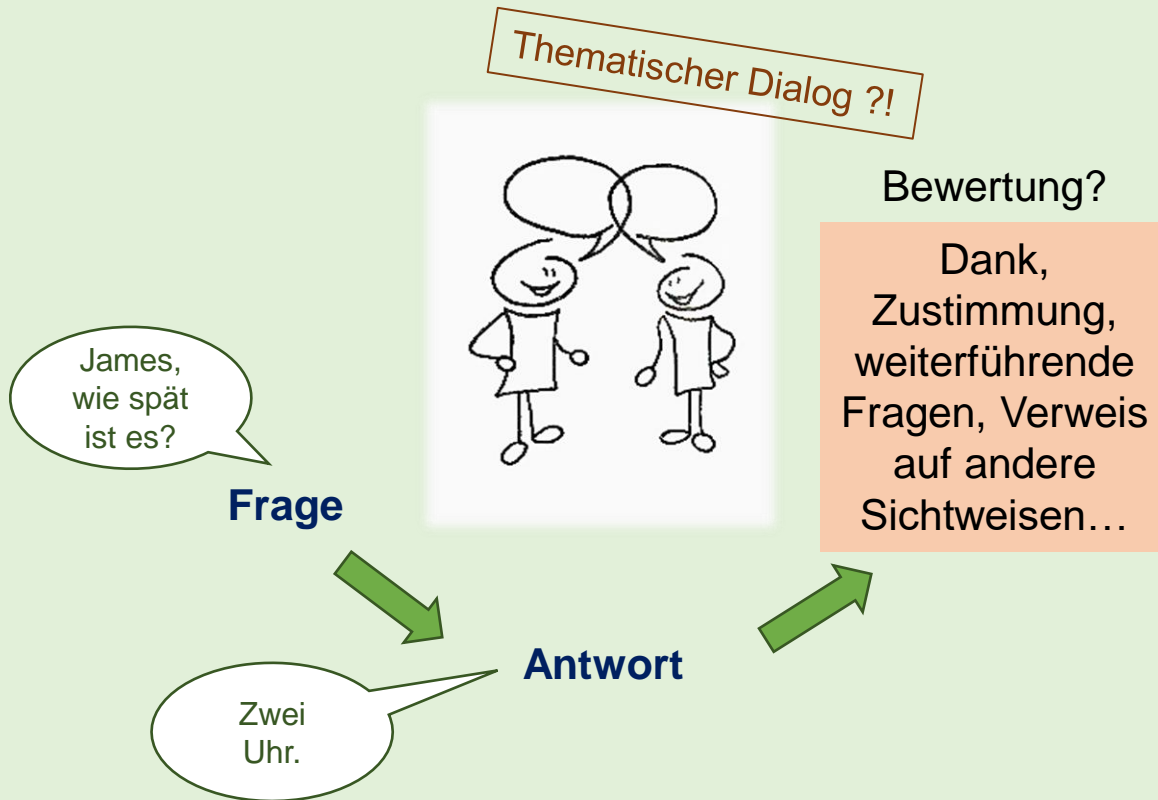 Thematischer Dialog ?!
Bewertung?
Dank,
Zustimmung,
weiterführende
Fragen, Verweis
auf andere
Sichtweisen…
James,
wie spät
ist es?
Frage
Antwort
Zwei
Uhr.